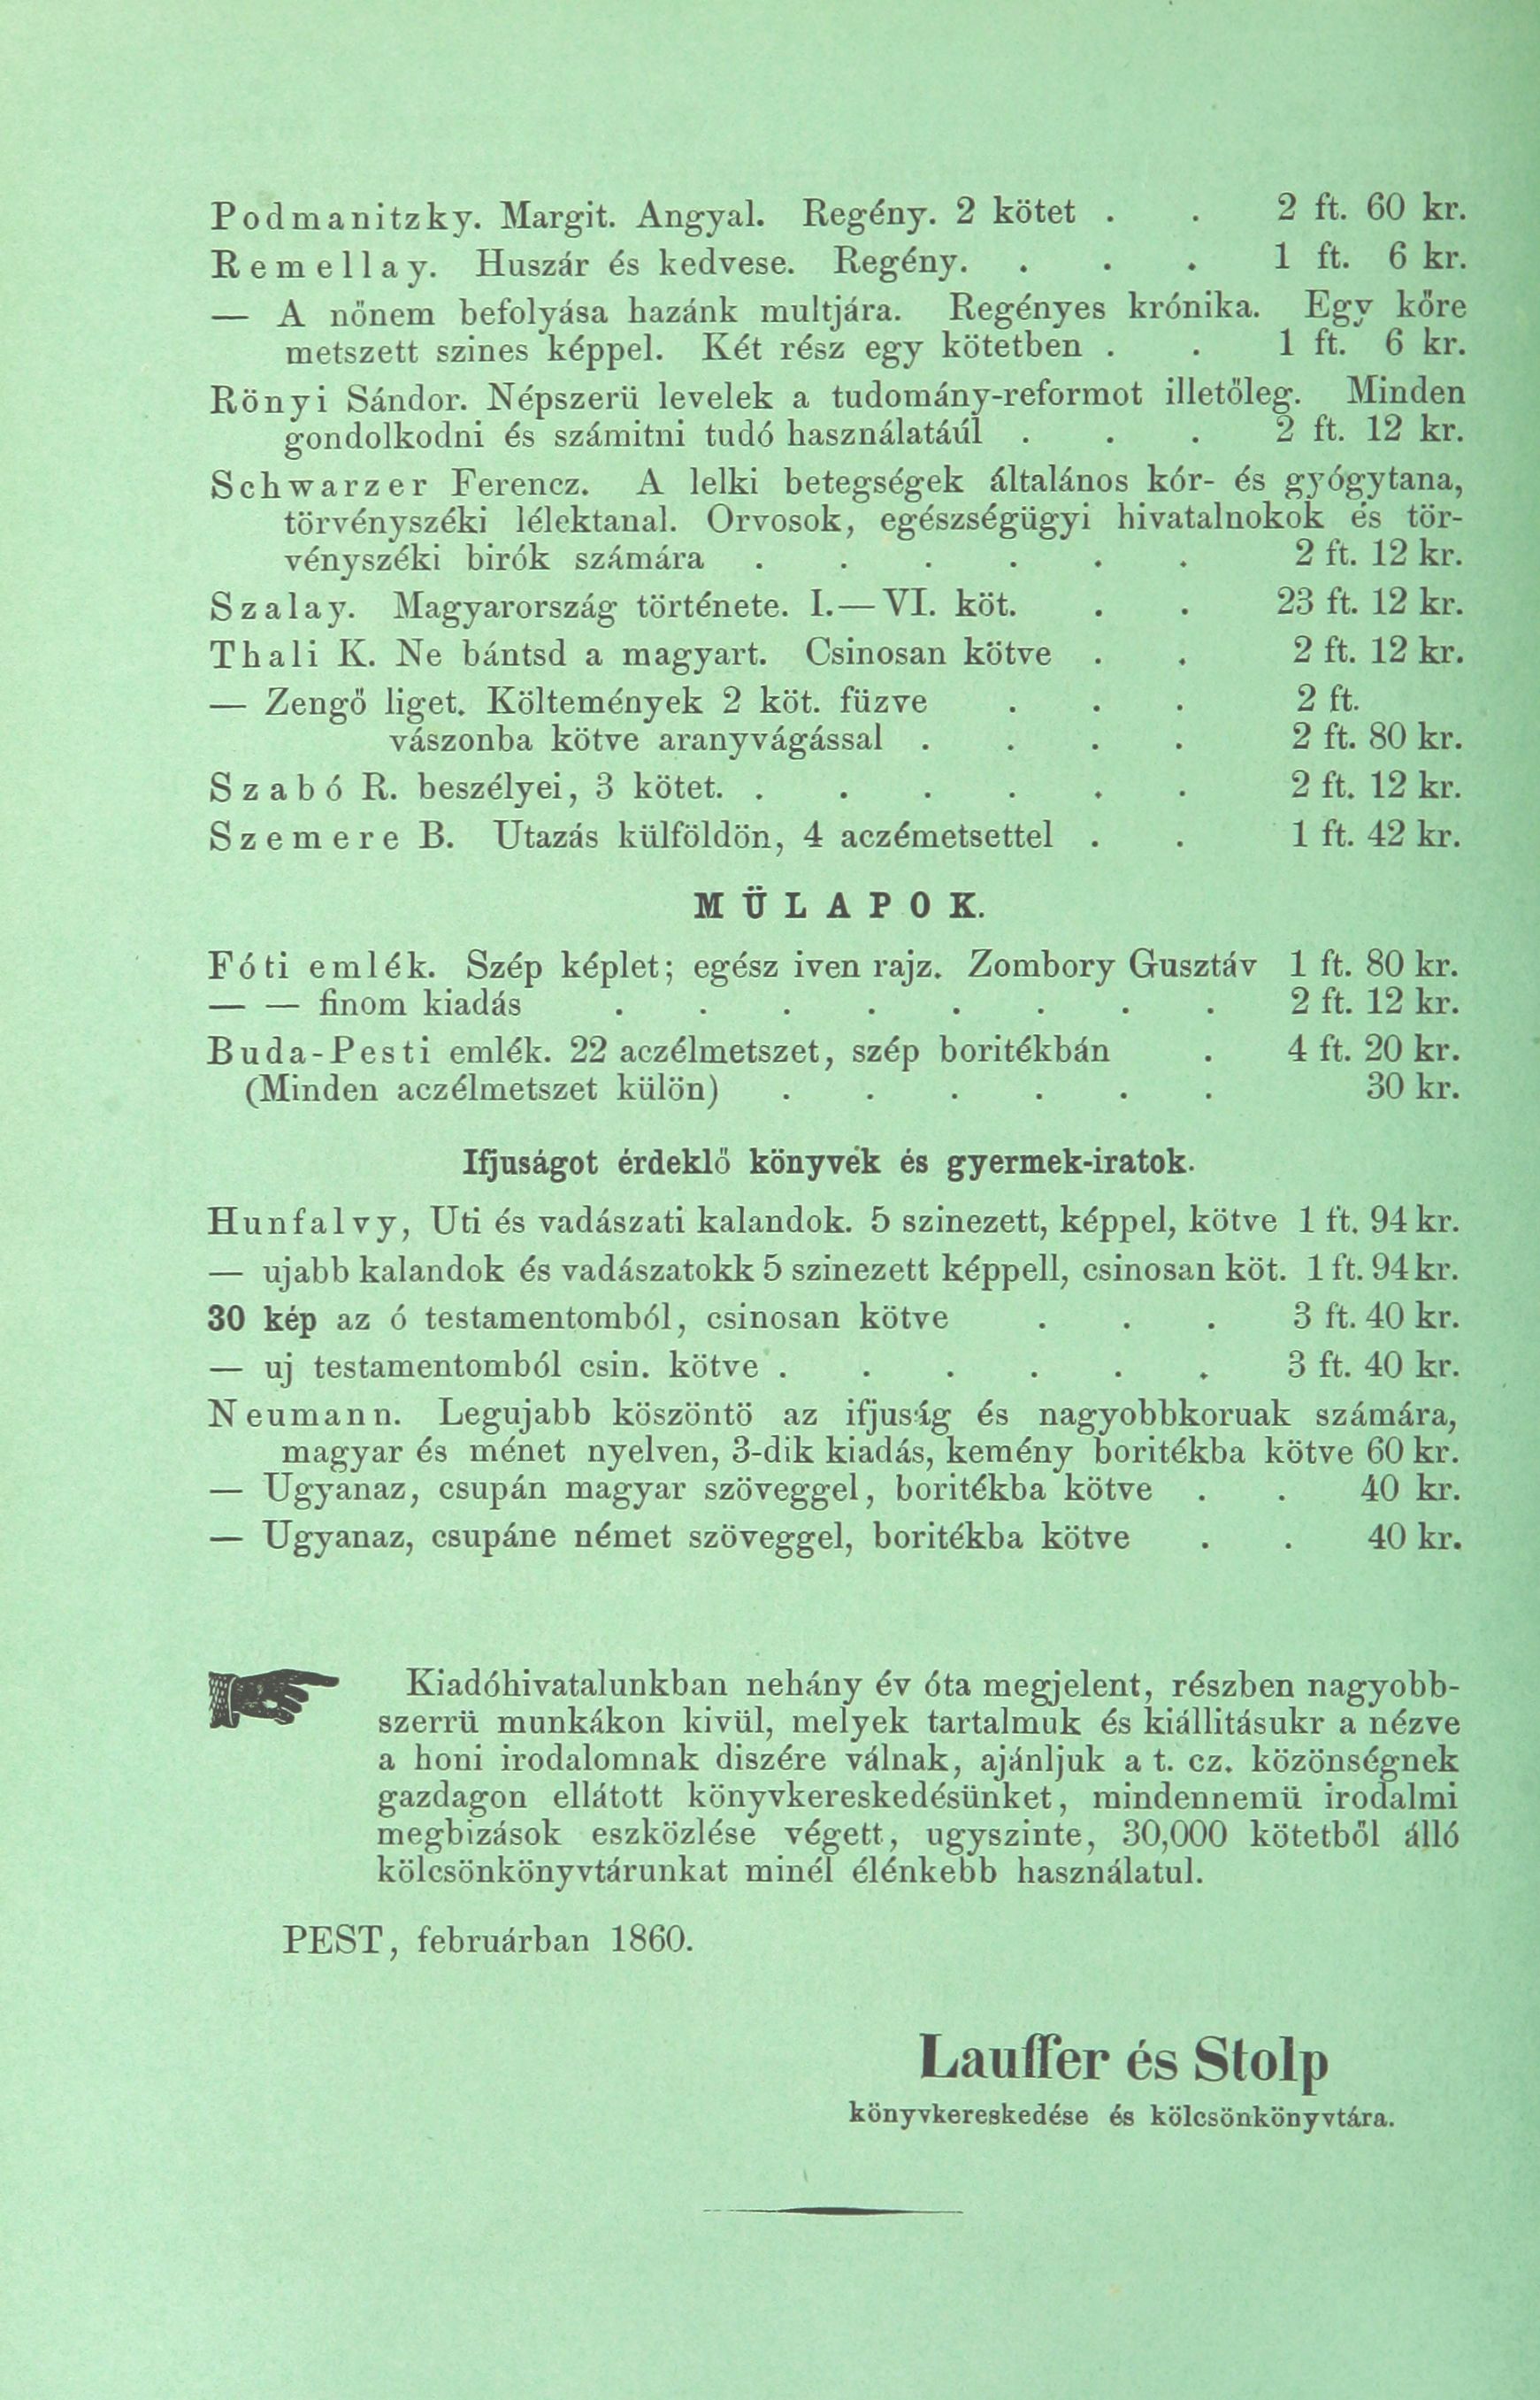 Podmanitzky. Margit. Angyal. Regény. 2 kötet . . 2 ft. 60 kr.
Remellay. Huszár és kedvese. Regény. . . . 1 ft. 6 kr.
— A nőnem befolyása hazánk multjára. Regényes krónika. Egy kőre
metszett szines képpel. Két rész egy kötetben . . 1 ft. 6 kr.
Rönyi Sándor. Népszerü levelek a tudomány-reformot illetőleg. Minden
gondolkodni és számitni tudó használatáúl . . . 2 ft. 12 kr.
Schwarzer Ferencz. A lelki betegségek általános kór- és gyógytana,
törvényszéki lélektanal. Orvosok, egészségügyi hivatalnokok és tör-
vényszéki birók számára . . . . . . 2 ft. 12 kr.
Szalay. Magyarország története. I.—VI. köt. . . 23 ft. 12 kr.
Thali K. Ne bántsd a magyart. Csinosan kötve . . 2 ft. 12 kr.
— Zengő liget. Költemények 2 köt. füzve . . . 2 ft.
vászonba kötve aranyvágással . . . . 2 ft. 80 kr.
Szabó R. beszélyei, 3 kötet. . . . . . . 2 ft. 12 kr.
Szemere B. Utazás külföldön, 4 aczémetsettel . . 1 ft. 42 kr.
MÜLAPOK.
Fóti emlék. Szép képlet; egész iven rajz. Zombory Gusztáv 1 ft. 80 kr.
— — finom kiadás . . . . . . . . 2 ft. 12 kr.
Buda-Pesti emlék. 22 aczélmetszet, szép boritékbán . 4 ft. 20 kr.
(Minden aczélmetszet külön) . . . . . . 30 kr.
Ifjuságot érdeklő könyvek és gyermek-iratok.
Hunfalvy, Uti és vadászati kalandok. 5 szinezett, képpel, kötve 1 ft. 94 kr.
— ujabb kalandok és vadászatokk 5 szinezett képpell, csinosan köt. 1 ft. 94 kr.
30 kép az ó testamentomból, csinosan kötve . . . 3 ft. 40 kr.
— uj testamentomból csin. kötve . . . . . . 3 ft. 40 kr.
Neumann. Legujabb köszöntö az ifjuság és nagyobbkoruak számára,
magyar és ménet nyelven, 3-dik kiadás, kemény boritékba kötve 60 kr.
— Ugyanaz, csupán magyar szöveggel, boritékba kötve . . 40 kr.
— Ugyanaz, csupáne német szöveggel, boritékba kötve . . 40 kr.
Kiadóhivatalunkban nehány év óta megjelent, részben nagyobb-
szerrü munkákon kivül, melyek tartalmuk és kiállitásukr a nézve
a honi irodalomnak diszére válnak, ajánljuk a t. cz. közönségnek
gazdagon ellátott könyvkereskedésünket, mindennemü irodalmi
megbizások eszközlése végett, ugyszinte, 30,000 kötetből álló
kölcsönkönyvtárunkat minél élénkebb használatul.
PEST, februárban 1860.
Lauffer és Stolp
könyvkereskedése és kölcsönkönyvtára.